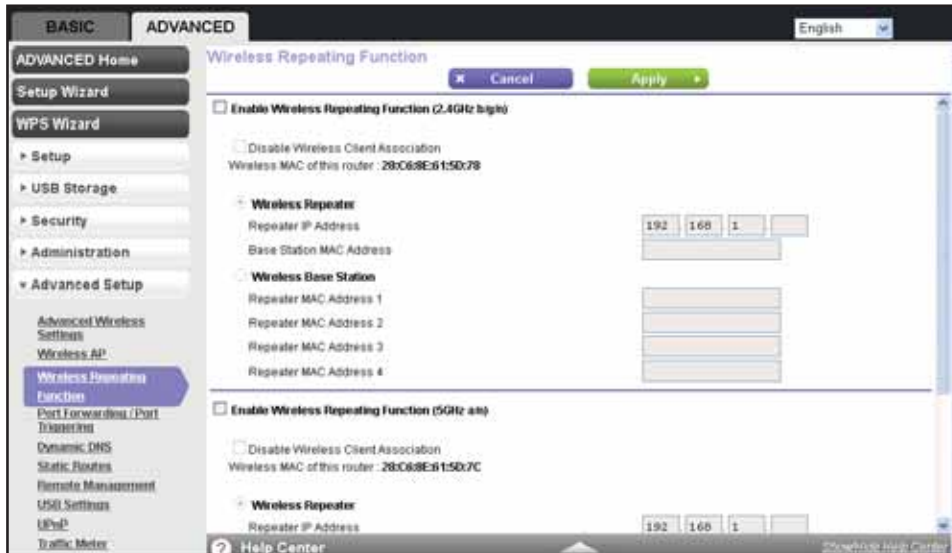 BASIC
ADVANCED
English
ADVANCED Home
Setup Wizard
WPS Wizard
Setup
USB Storage
Security
Administration
Advanced Setup
Advanced Wireless
Settings
Wireless AP
Wireless Repeating
Function
Port Forwarding / Port
Triggering
Dynamic DNS
Static Routes
Remote Management
USB Settings
UPnP
Traffic Meter
Wireless Repeating Function
Cancel
Apply
Enable Wireless Repeating Function (2.4GHz b/g/n)
Disable Wireless Client Association
Wireless MAC of this router : 28:C6:8E:61:5D:78
Wireless Repeater
Repeater IP Address
192 168 1
Base Station MAC Address
Wireless Base Station
Repeater MAC Address 1
Repeater MAC Address 2
Repeater MAC Address 3
Repeater MAC Address 4
Enable Wireless Repeating Function (5GHz a/n)
Disable Wireless Client Association
Wireless MAC of this router : 28:C6:8E:61:5D:7C
Wireless Repeater
Repeater IP Address
192 168 1
Help Center
Show/Hide Help Center